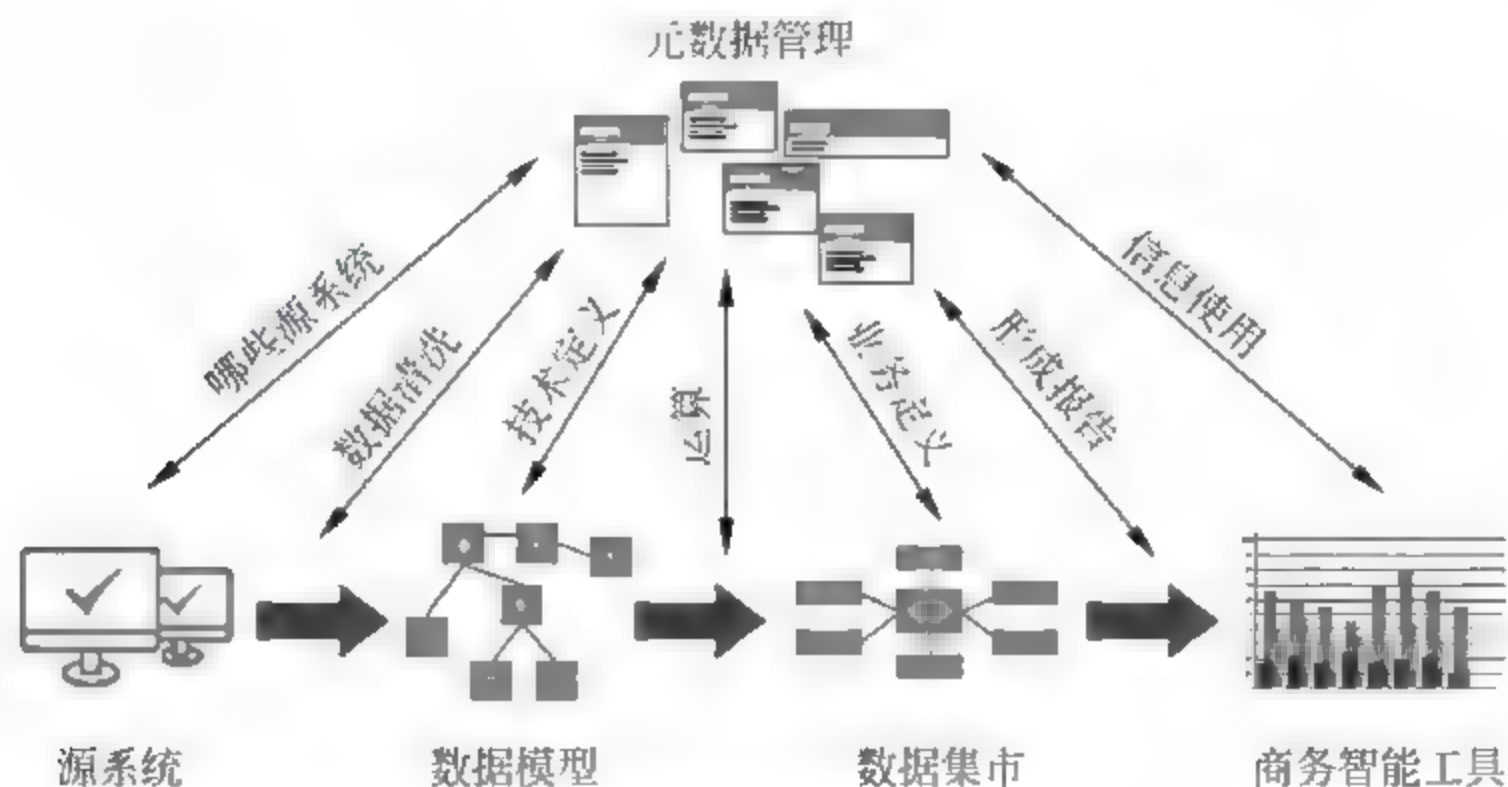 元数据管理
哪些源系统
数据清洗
技术定义
运算
业务定义
形成报告
信息使用
源系统
数据模型
数据集市
商务智能工具